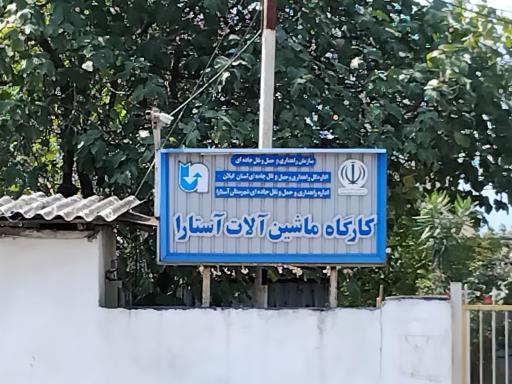 سازمان راهداری و حمل و نقل جاده ای
اداره کل راهداری و حمل و نقل جاده ای استان گیلان
اداره راهداری و حمل و نقل جاده ای شهرستان آستارا
کارگاه ماشین آلات آستارا